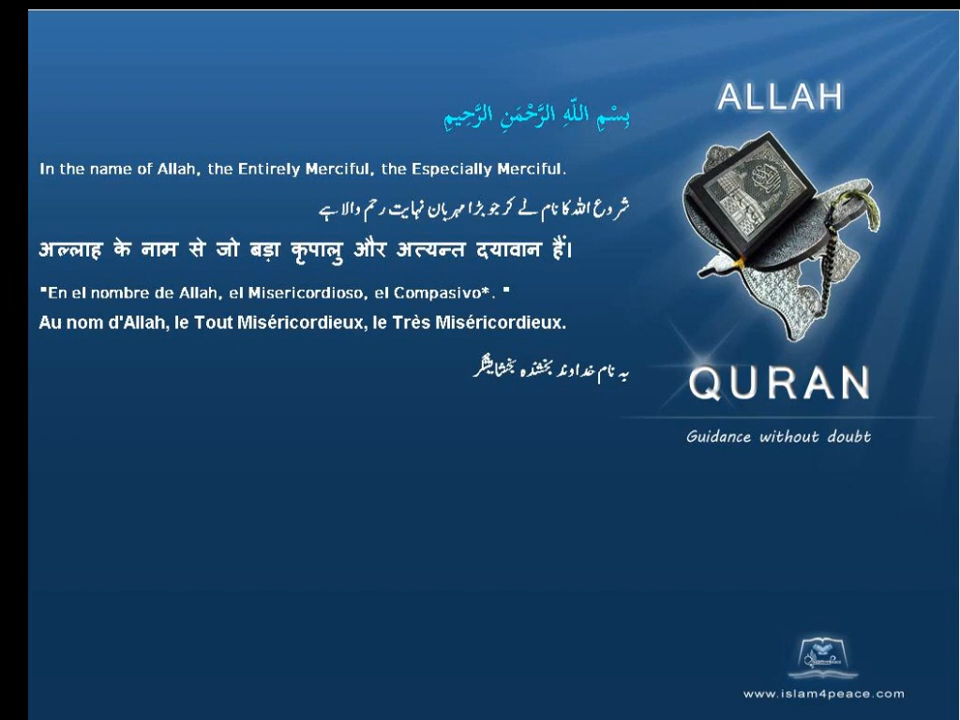 بِسْمِ اللَّهِ الرَّحْمَنِ الرَّحِيمِ
In the name of Allah, the Entirely Merciful, the Especially Merciful.
شروع الله کا نام لے کر جو بڑا مہربان نہایت رحم والا ہے
अल्लाह के नाम से जो बड़ा कृपालु और अत्यन्त दयावान हैं।
"En el nombre de Allah, el Misericordioso, el Compasivo*. "
Au nom d'Allah, le Tout Miséricordieux, le Très Miséricordieux.
به نام خداوند بخشنده بخشایشگر
ALLAH
QURAN
Guidance without doubt
www.islam4peace.com